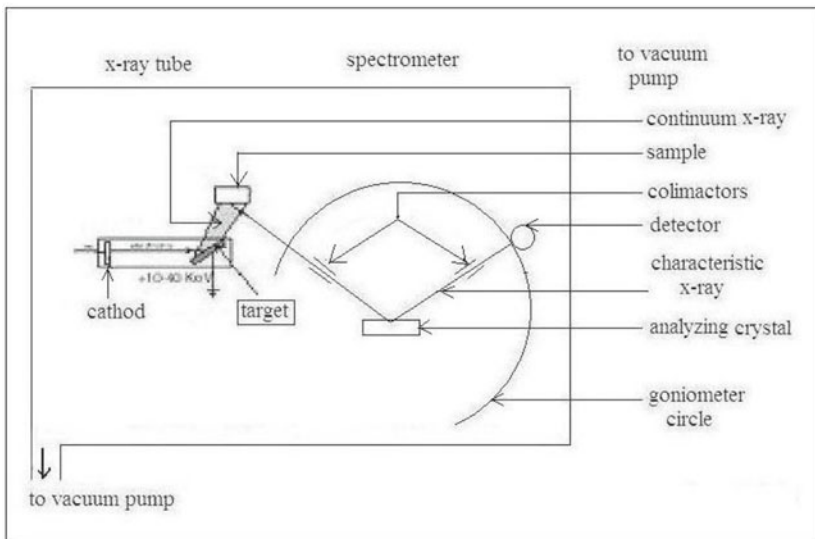 x-ray tube
spectrometer
to vacuum
pump
continuum x-ray
sample
colimactors
detector
characteristic
x-ray
analyzing crystal
goniometer
circle
+10-40 KeV
cathod
target
to vacuum pump